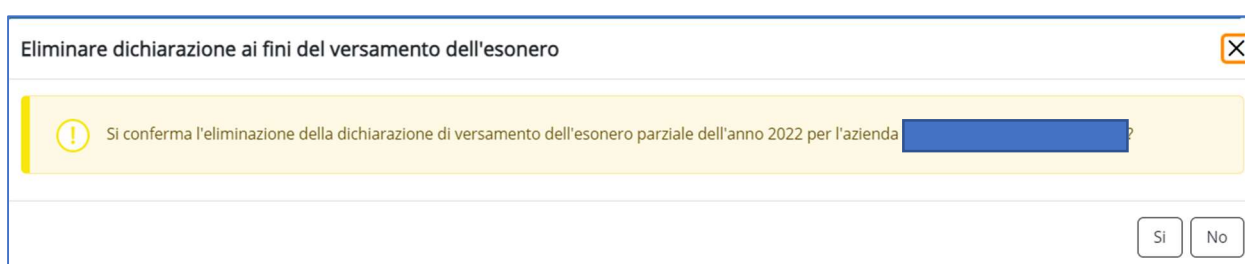 Eliminare dichiarazione ai fini del versamento dell'esonero
Si conferma l'eliminazione della dichiarazione di versamento dell'esonero parziale dell'anno 2022 per l'azienda ?
Si No